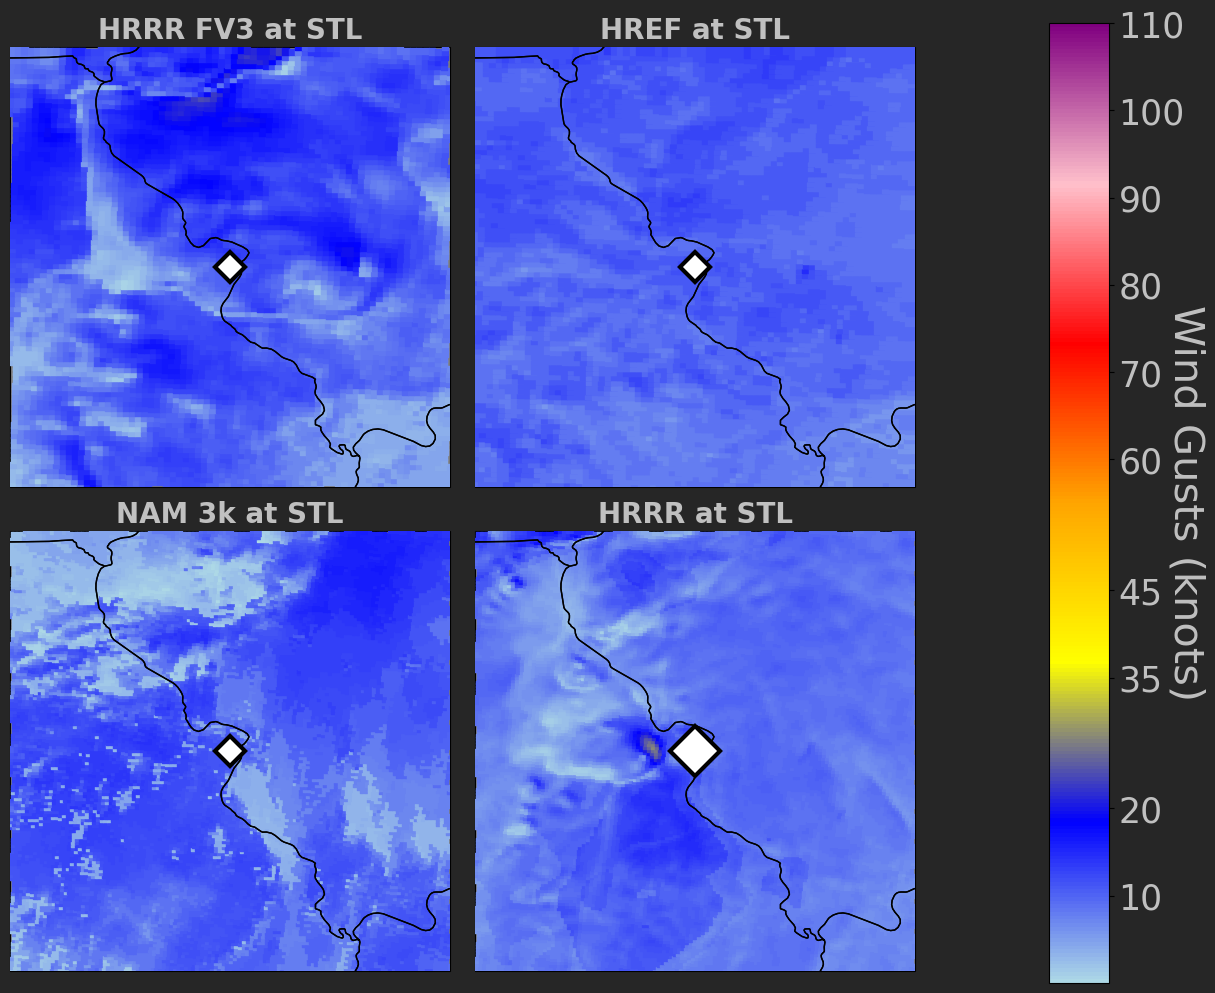 HRRR FV3 at STL
HREF at STL
NAM 3k at STL
HRRR at STL
110
100
90
80
70
60
45
35
20
10
Wind Gusts (knots)